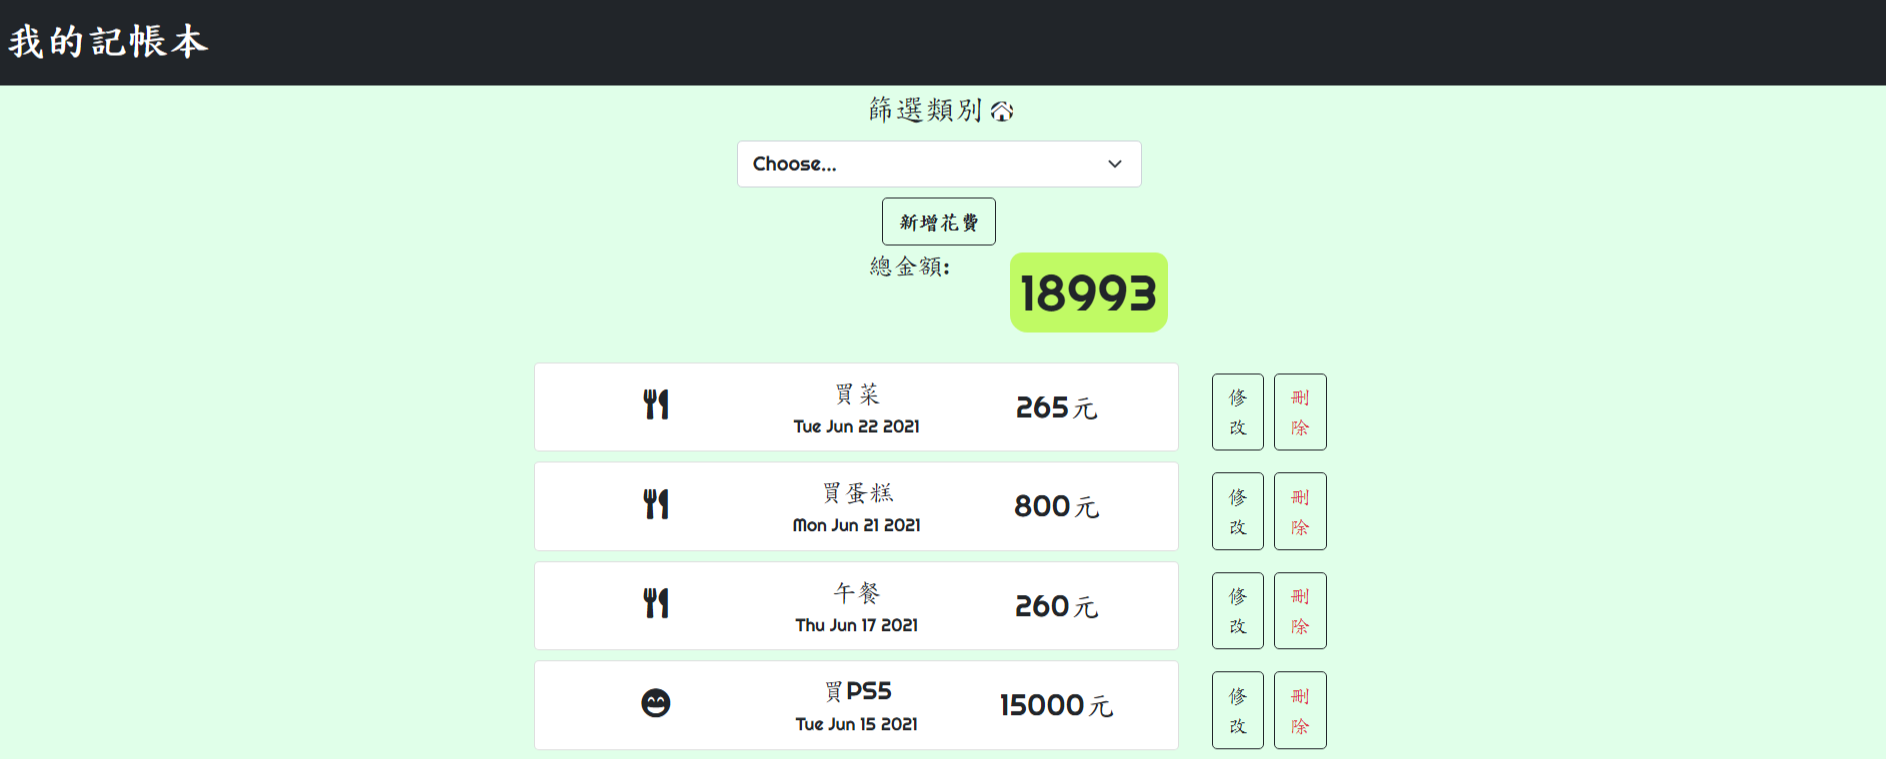 我的記帳本
篩選類別
Choose...
新增花費
總金額: 18993
買菜
Tue Jun 22 2021
265元
修改
刪除
買蛋糕
Mon Jun 21 2021
800元
修改
刪除
午餐
Thu Jun 17 2021
260元
修改
刪除
買PS5
Tue Jun 15 2021
15000元
修改
刪除